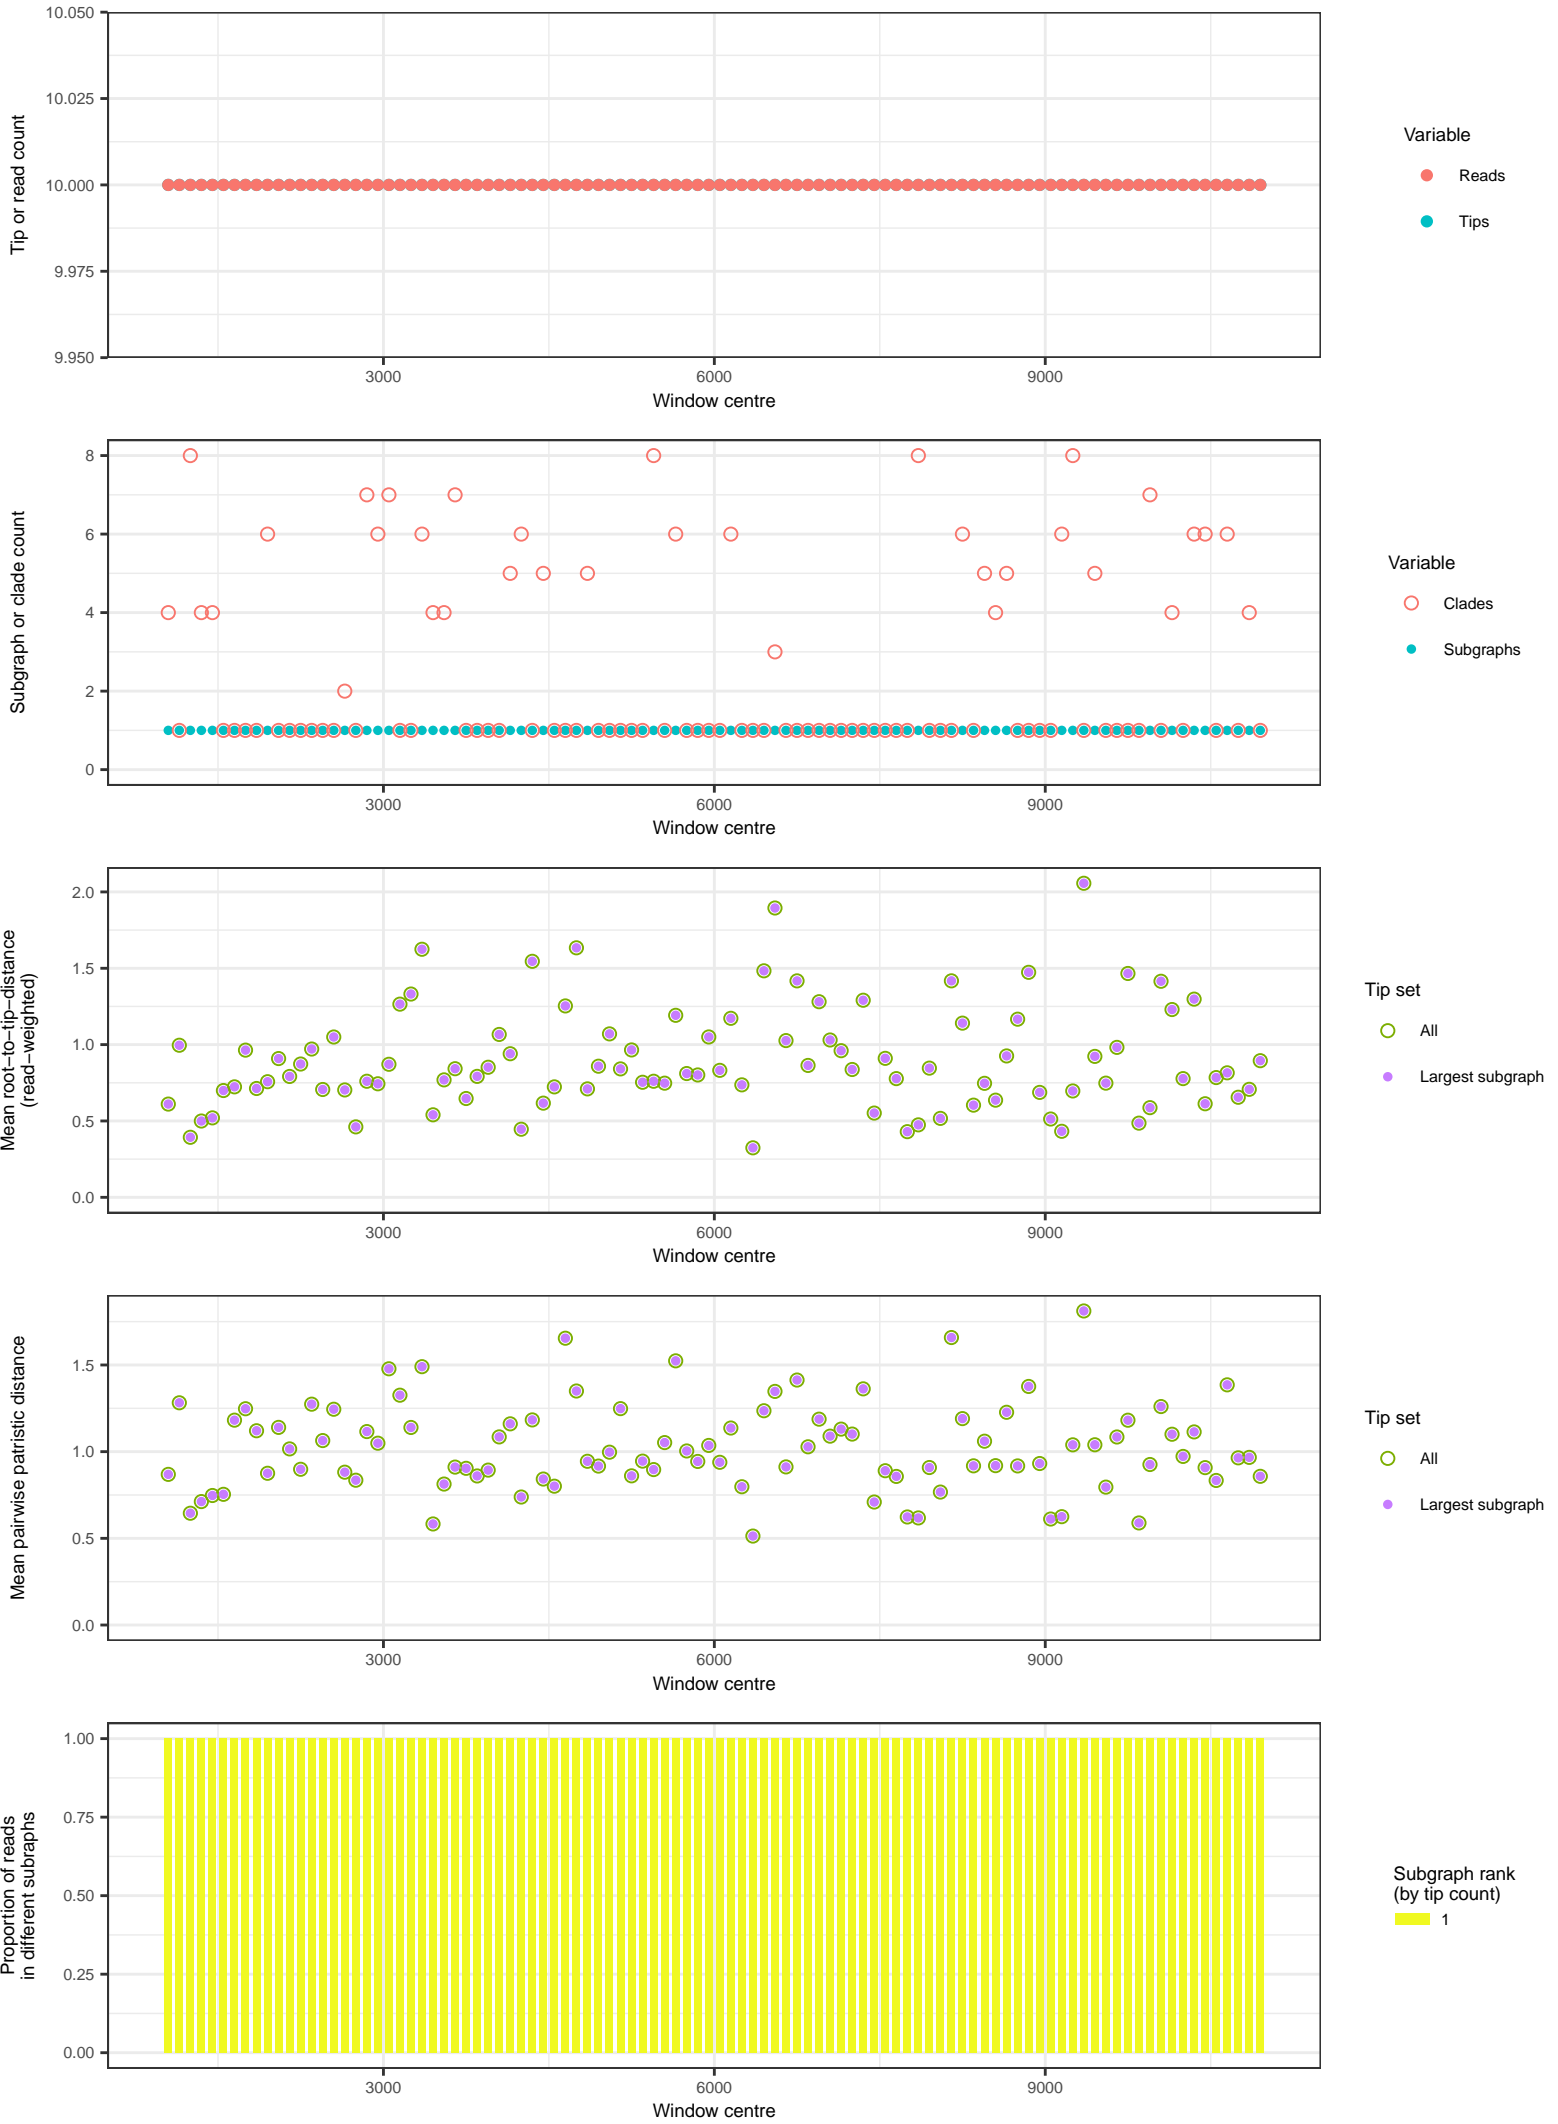 10.050
10.025
10.000
9.975
9.950
Tip or read count
3000 6000 9000
Window centre
Variable
Reads
Tips
8
6
4
2
0
Subgraph or clade count
3000 6000 9000
Window centre
Variable
Clades
Subgraphs
2.0
1.5
1.0
0.5
0.0
Mean root−to−tip−distance
(read−weighted)
3000 6000 9000
Window centre
Tip set
All
Largest subgraph
1.5
1.0
0.5
0.0
Mean pairwise patristic distance
3000 6000 9000
Window centre
Tip set
All
Largest subgraph
1.00
0.75
0.50
0.25
0.00
Proportion of reads
in different subraphs
3000 6000 9000
Window centre
Subgraph rank
(by tip count)
1